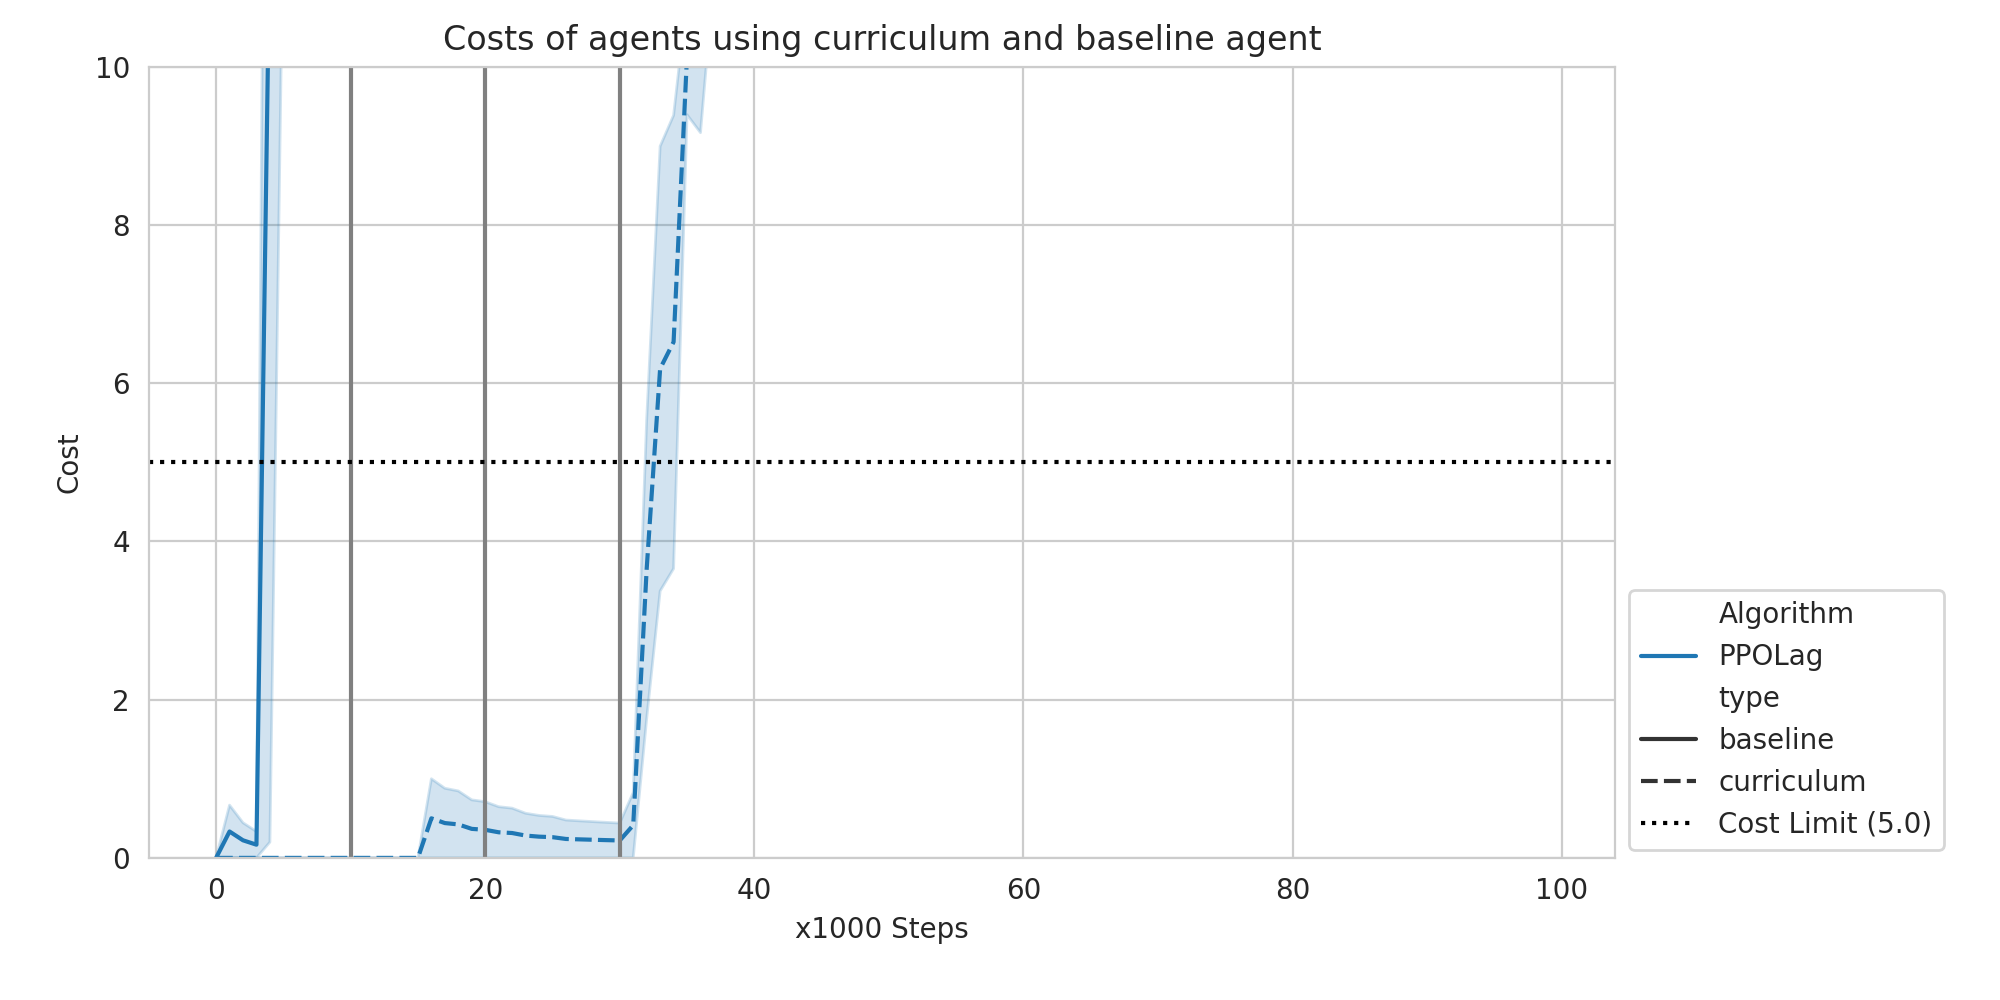 Costs of agents using curriculum and baseline agent
10
8
6
4
2
0
Cost
0 20 40 60 80 100
x1000 Steps
Algorithm
PPOLag
type
baseline
curriculum
Cost Limit (5.0)